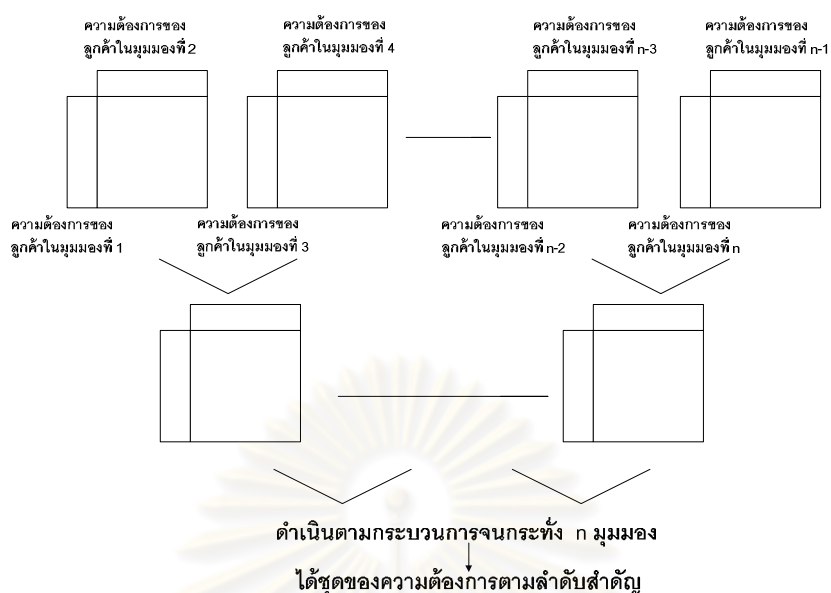 ความต้องการของ
ลูกค้าในมุมมองที่ 2
ความต้องการของ
ลูกค้าในมุมมองที่ 4
ความต้องการของ
ลูกค้าในมุมมองที่ n-3
ความต้องการของ
ลูกค้าในมุมมองที่ n-1
ความต้องการของ
ลูกค้าในมุมมองที่ 1
ความต้องการของ
ลูกค้าในมุมมองที่ 3
ความต้องการของ
ลูกค้าในมุมมองที่ n-2
ความต้องการของ
ลูกค้าในมุมมองที่ n
ดำเนินตามกระบวนการจนกระทั่ง n มุมมอง
ได้ชุดของความต้องการตามลำดับสำคัญ